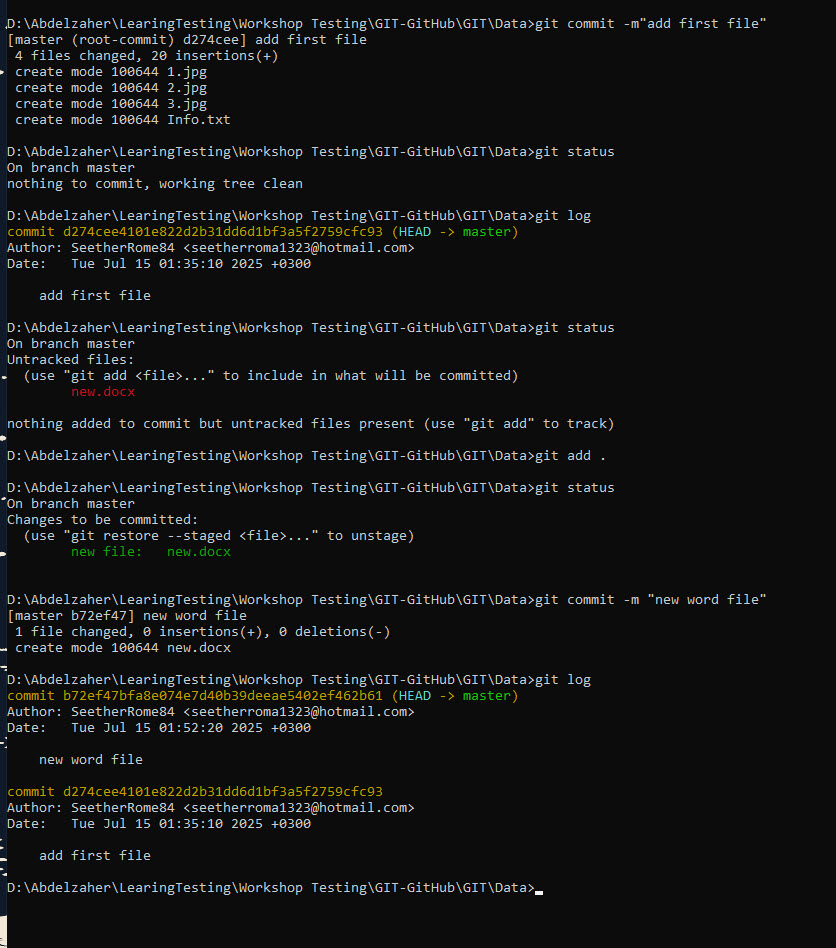 D:\Abdelzaher\LearingTesting\Workshop Testing\GIT-GitHub\GIT\Data>git commit -m"add first file"
[master (root-commit) d274cee] add first file
 4 files changed, 20 insertions(+)
 create mode 100644 1.jpg
 create mode 100644 2.jpg
 create mode 100644 3.jpg
 create mode 100644 Info.txt

D:\Abdelzaher\LearingTesting\Workshop Testing\GIT-GitHub\GIT\Data>git status
On branch master
nothing to commit, working tree clean

D:\Abdelzaher\LearingTesting\Workshop Testing\GIT-GitHub\GIT\Data>git log
commit d274cee4101e822d2b31dd6d1bf3a5f2759cfc93 (HEAD -> master)
Author: SeetherRome84 <seetherroma1323@hotmail.com>
Date:   Tue Jul 15 01:35:10 2025 +0300

    add first file

D:\Abdelzaher\LearingTesting\Workshop Testing\GIT-GitHub\GIT\Data>git status
On branch master
Untracked files:
  (use "git add <file>..." to include in what will be committed)
        new.docx

nothing added to commit but untracked files present (use "git add" to track)

D:\Abdelzaher\LearingTesting\Workshop Testing\GIT-GitHub\GIT\Data>git add .

D:\Abdelzaher\LearingTesting\Workshop Testing\GIT-GitHub\GIT\Data>git status
On branch master
Changes to be committed:
  (use "git restore --staged <file>..." to unstage)
        new file:   new.docx

D:\Abdelzaher\LearingTesting\Workshop Testing\GIT-GitHub\GIT\Data>git commit -m "new word file"
[master b72ef47] new word file
 1 file changed, 0 insertions(+), 0 deletions(-)
 create mode 100644 new.docx

D:\Abdelzaher\LearingTesting\Workshop Testing\GIT-GitHub\GIT\Data>git log
commit b72ef47bfa8e074e7d40b39deeae5402ef462b61 (HEAD -> master)
Author: SeetherRome84 <seetherroma1323@hotmail.com>
Date:   Tue Jul 15 01:52:20 2025 +0300

    new word file

commit d274cee4101e822d2b31dd6d1bf3a5f2759cfc93
Author: SeetherRome84 <seetherroma1323@hotmail.com>
Date:   Tue Jul 15 01:35:10 2025 +0300

    add first file

D:\Abdelzaher\LearingTesting\Workshop Testing\GIT-GitHub\GIT\Data>